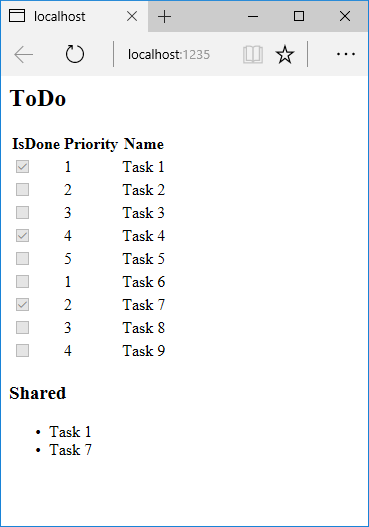 localhost
localhost:1235
ToDo
IsDone Priority Name
1 Task 1
2 Task 2
3 Task 3
4 Task 4
5 Task 5
1 Task 6
2 Task 7
3 Task 8
4 Task 9
Shared
• Task 1
• Task 7